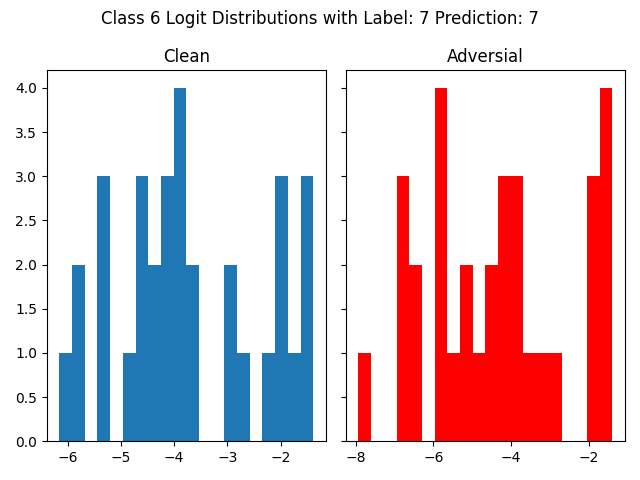 Class 6 Logit Distributions with Label: 7 Prediction: 7
Clean
Adversial
4.0
3.5
3.0
2.5
2.0
1.5
1.0
0.5
0.0
−6 −5 −4 −3 −2
−8 −6 −4 −2